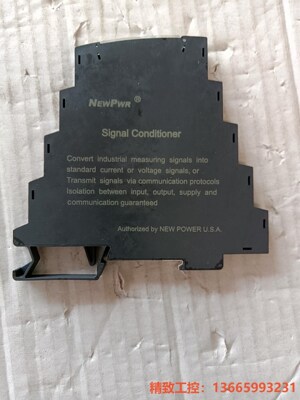 NEWPWR ®
Signal Conditioner
Convert industrial measuring signals into
standard current or voltage signals, or
Transmit signals via communication protocols
Isolation between input, output, supply and
communication guaranteed
Authorized by NEW POWER U.S.A.
精致工控：13665993231